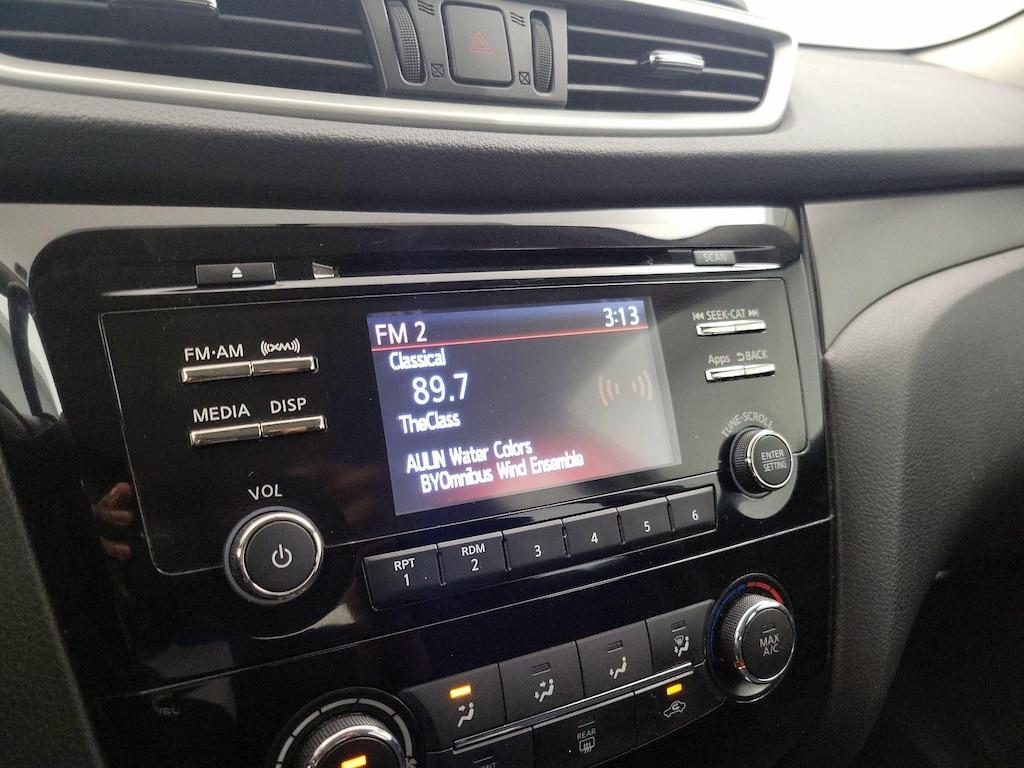 SCAN
FM 2 3:13
Classical
89.7
TheClass
AULIN Water Colors
BYOmnibus Wind Ensemble
FM·AM ((XM))
MEDIA DISP
VOL
SEEK·CAT
Apps BACK
TUNE·SCROLL
ENTER
SETTING
RPT
1
RDM
2
3
4
5
6
MAX
A/C
REAR